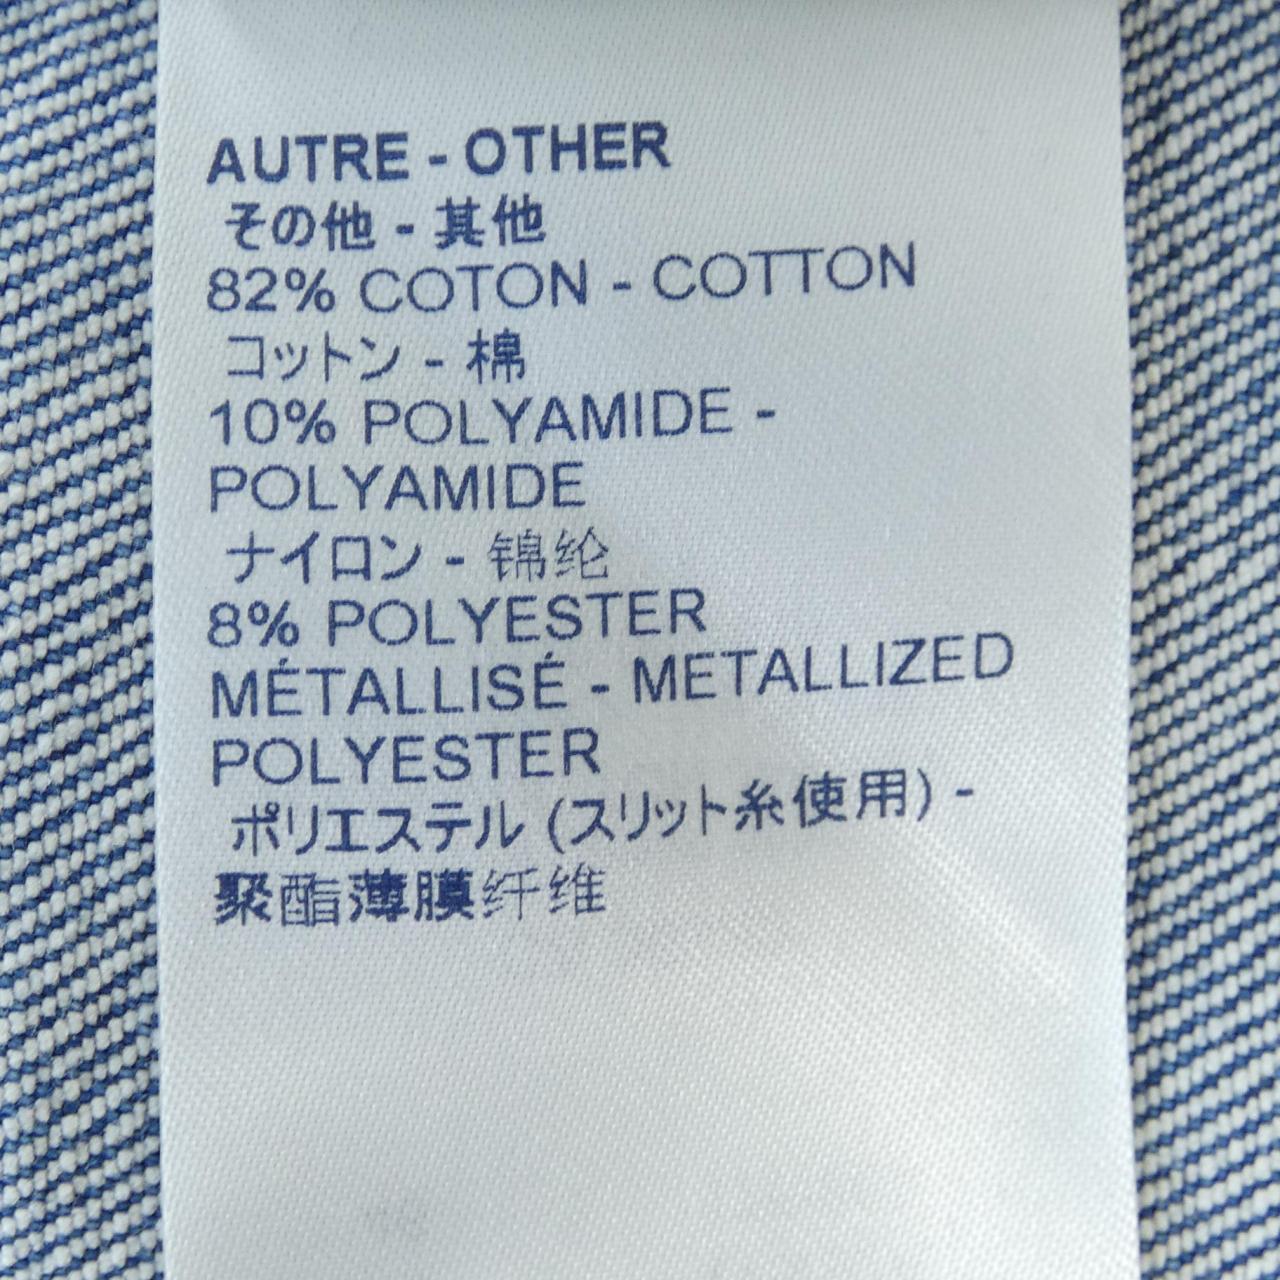 AUTRE - OTHER
その他 - 其他
82% COTON - COTTON
コットン - 棉
10% POLYAMIDE -
POLYAMIDE
ナイロン - 锦纶
8% POLYESTER
MÉTALLISÉ - METALLIZED
POLYESTER
ポリエステル (スリット糸使用) -
聚酯薄膜纤维